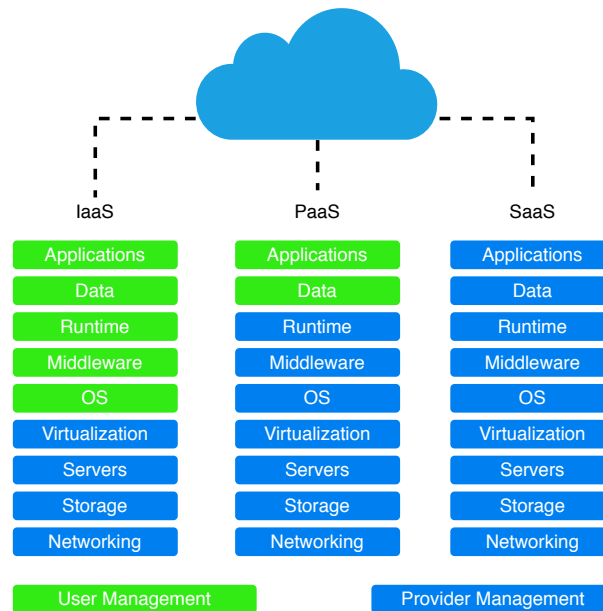 IaaS PaaS SaaS
Applications Applications Applications
Data Data Data
Runtime Runtime Runtime
Middleware Middleware Middleware
OS OS OS
Virtualization Virtualization Virtualization
Servers Servers Servers
Storage Storage Storage
Networking Networking Networking
User Management Provider Management